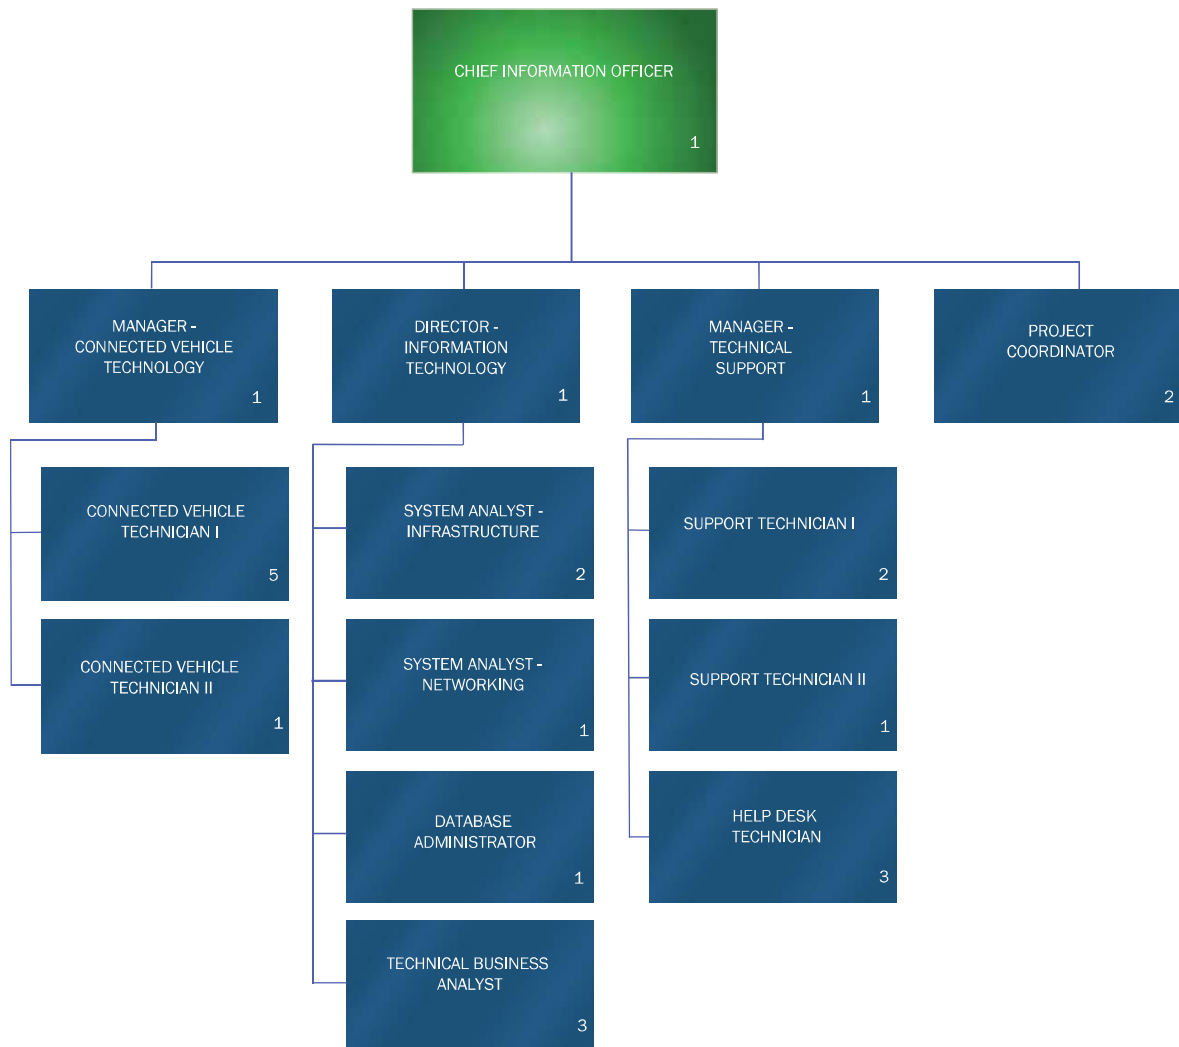 CHIEF INFORMATION OFFICER
1
MANAGER -
CONNECTED VEHICLE
TECHNOLOGY
1
DIRECTOR -
INFORMATION
TECHNOLOGY
1
MANAGER -
TECHNICAL
SUPPORT
1
PROJECT
COORDINATOR
2
CONNECTED VEHICLE
TECHNICIAN I
5
CONNECTED VEHICLE
TECHNICIAN II
1
SYSTEM ANALYST -
INFRASTRUCTURE
2
SYSTEM ANALYST -
NETWORKING
1
DATABASE
ADMINISTRATOR
1
TECHNICAL BUSINESS
ANALYST
3
SUPPORT TECHNICIAN I
2
SUPPORT TECHNICIAN II
1
HELP DESK
TECHNICIAN
3